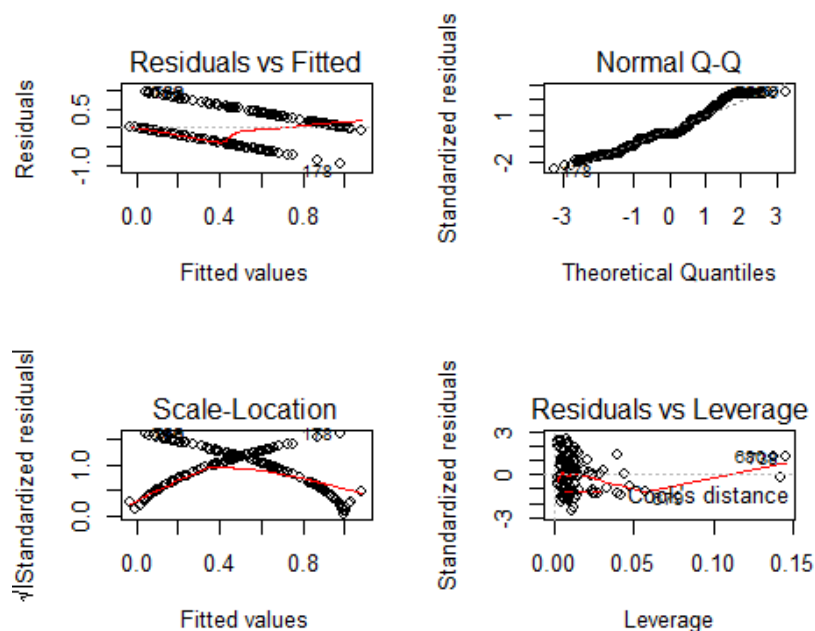 Residuals vs Fitted
Residuals
0.5
-1.0
178
0.0 0.4 0.8
Fitted values
Normal Q-Q
Standardized residuals
1
-2
178
-3 -1 0 1 2 3
Theoretical Quantiles
Scale-Location
√|Standardized residuals|
1.0
0.0
178
0.0 0.4 0.8
Fitted values
Residuals vs Leverage
Standardized residuals
3
0
-3
Cook's distance
0.00 0.05 0.10 0.15
Leverage